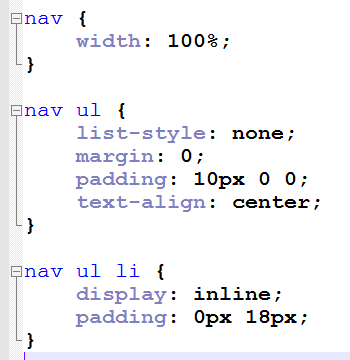 nav {
width: 100%;
}
nav ul {
list-style: none;
margin: 0;
padding: 10px 0 0;
text-align: center;
}
nav ul li {
display: inline;
padding: 0px 18px;
}